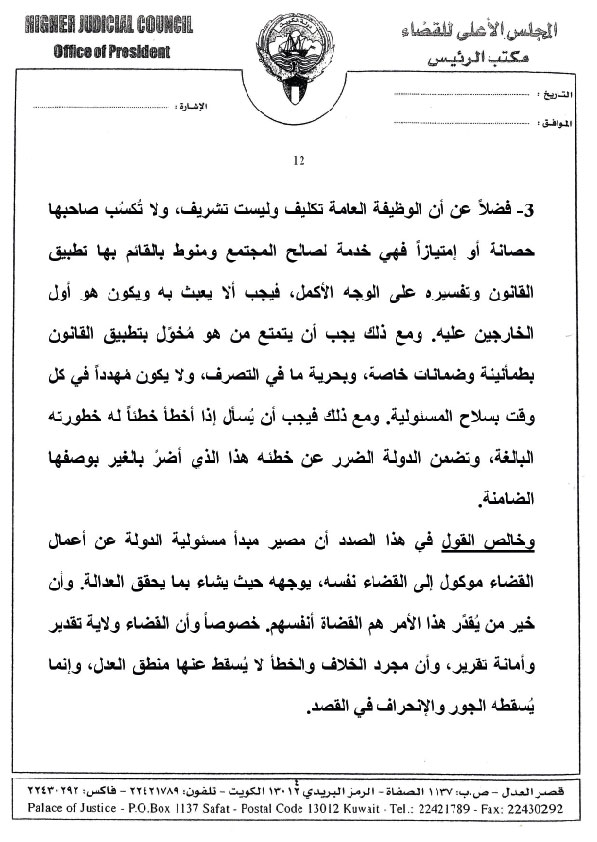 HIGHER JUDICIAL COUNCIL
Office of President
المجلس الأعلى للقضاء
مكتب الرئيس
التاريخ :
الموافق :
الإشارة :
12
3- فضلاً عن أن الوظيفة العامة تكليف وليست تشريف، ولا تُكسُب صاحبها
حصانة أو إمتيازاً فهي خدمة لصالح المجتمع ومنوط بالقائم بها تطبيق
القانون وتفسيره على الوجه الأكمل، فيجب ألا يعبث به ويكون هو أول
الخارجين عليه. ومع ذلك يجب أن يتمتع من هو مُخوّل بتطبيق القانون
بطمأنينة وضمانات خاصة، وبحرية ما في التصرف، ولا يكون مُهدداً في كل
وقت بسلاح المسئولية. ومع ذلك فيجب أن يُسأل إذا أخطأ خطئاً له خطورته
البالغة، وتضمن الدولة الضرر عن خطئه هذا الذي أضرُ بالغير بوصفها
الضامنة.
وخالص القول في هذا الصدد أن مصير مبدأ مسئولية الدولة عن أعمال
القضاء موكول إلى القضاء نفسه، يوجهه حيث يشاء بما يحقق العدالة. وأن
خير من يُقدّر هذا الأمر هم القضاة أنفسهم. خصوصاً وأن القضاء ولاية تقدير
وأمانة تقرير، وأن مجرد الخلاف والخطأ لا يُسقط عنها منطق العدل، وإنما
يُسقطه الجور والإنحراف في القصد.
قصر العدل - ص.ب: ١١٣٧ الصفاة - الرمز البريدي ١٣٠١٢ الكويت - تلفون: ٢٢٤٢١٧٨٩ - فاكس: ٢٢٤٣٠٢٩٢
Palace of Justice - P.O.Box 1137 Safat - Postal Code 13012 Kuwait - Tel.: 22421789 - Fax: 22430292